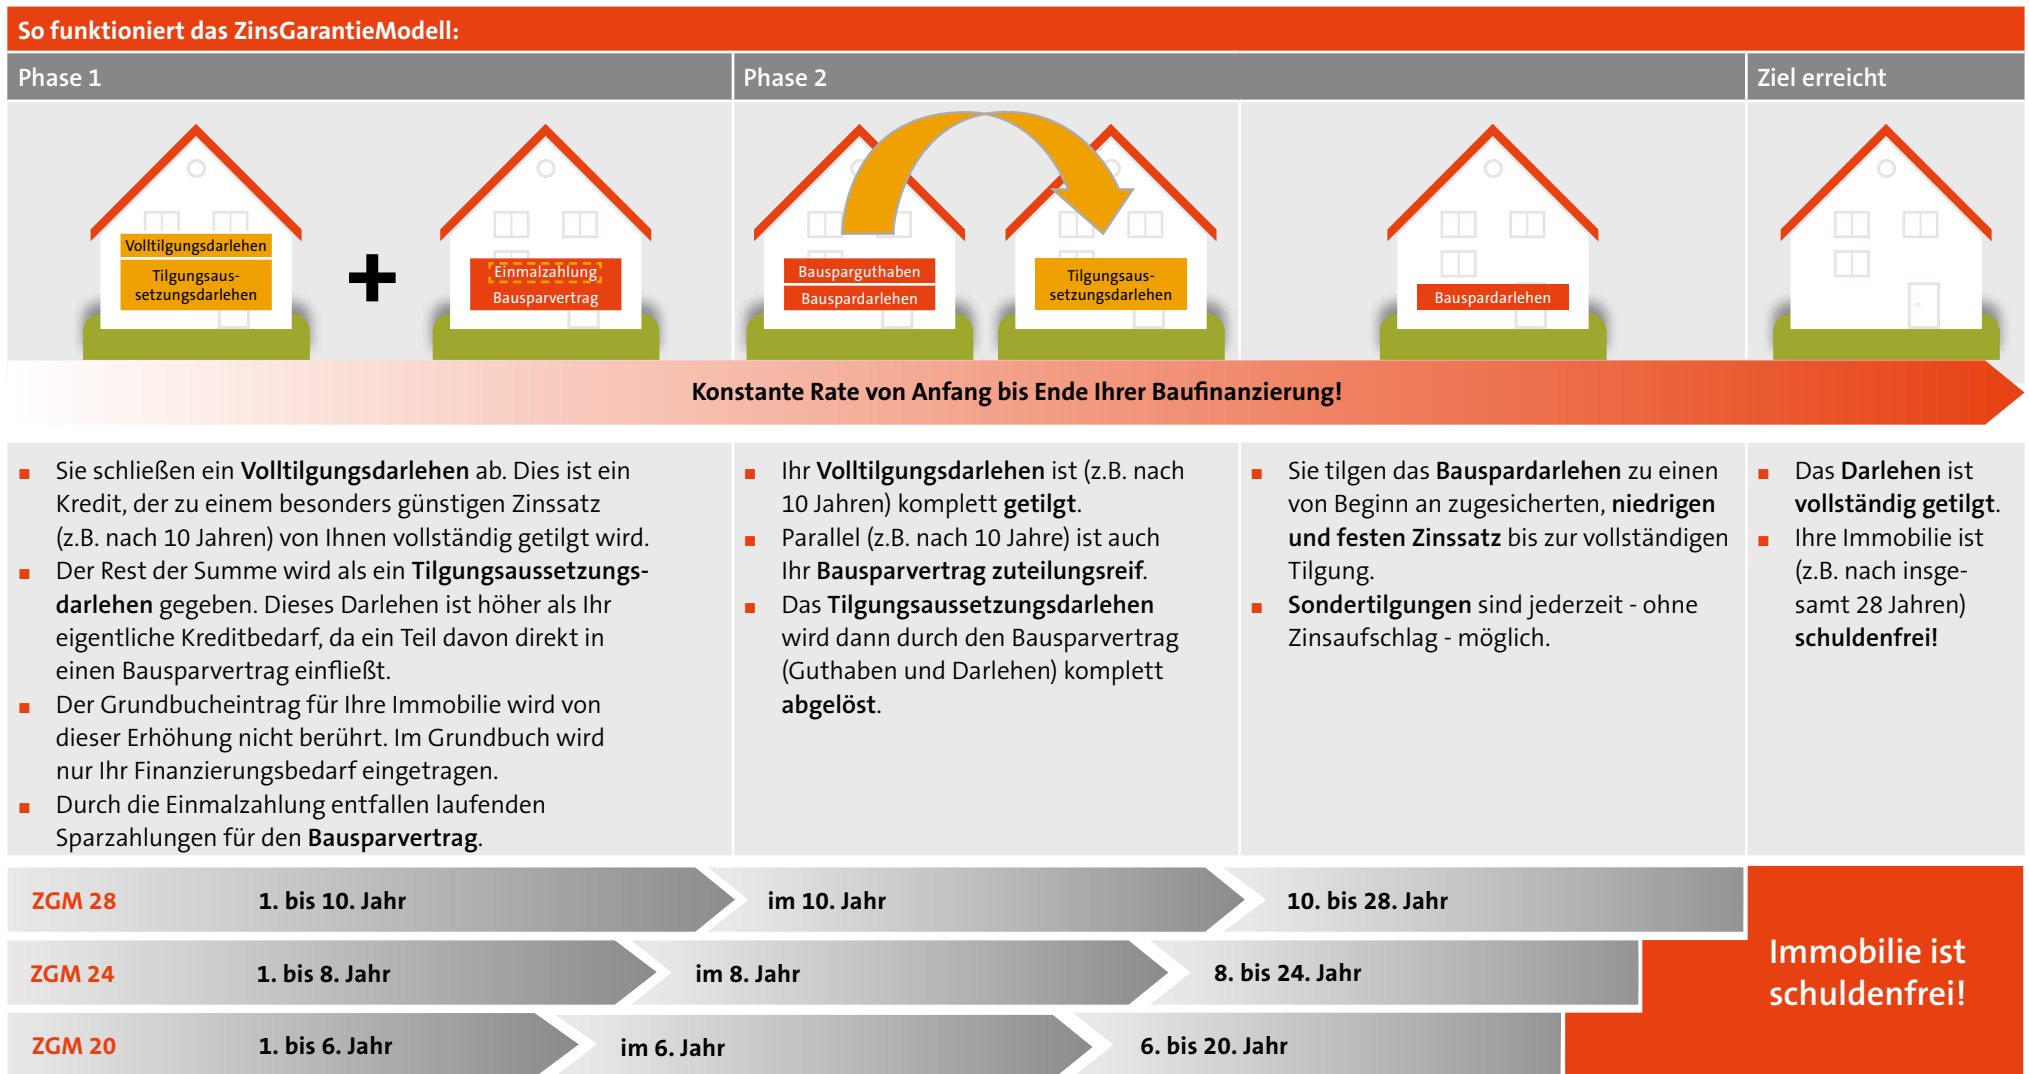 So funktioniert das ZinsGarantieModell:
Phase 1
Phase 2
Ziel erreicht
Volltilgungsdarlehen
Tilgungsaus-
setzungsdarlehen
+
Einmalzahlung
Bausparvertrag
Bausparguthaben
Bauspardarlehen
Tilgungsaus-
setzungsdarlehen
Bauspardarlehen
Konstante Rate von Anfang bis Ende Ihrer Baufinanzierung!
Sie schließen ein Volltilgungsdarlehen ab. Dies ist ein
Kredit, der zu einem besonders günstigen Zinssatz
(z.B. nach 10 Jahren) von Ihnen vollständig getilgt wird.
Der Rest der Summe wird als ein Tilgungsaussetzungs-
darlehen gegeben. Dieses Darlehen ist höher als Ihr
eigentliche Kreditbedarf, da ein Teil davon direkt in
einen Bausparvertrag einfließt.
Der Grundbucheintrag für Ihre Immobilie wird von
dieser Erhöhung nicht berührt. Im Grundbuch wird
nur Ihr Finanzierungsbedarf eingetragen.
Durch die Einmalzahlung entfallen laufenden
Sparzahlungen für den Bausparvertrag.
Ihr Volltilgungsdarlehen ist (z.B. nach
10 Jahren) komplett getilgt.
Parallel (z.B. nach 10 Jahre) ist auch
Ihr Bausparvertrag zuteilungsreif.
Das Tilgungsaussetzungsdarlehen
wird dann durch den Bausparvertrag
(Guthaben und Darlehen) komplett
abgelöst.
Sie tilgen das Bauspardarlehen zu einen
von Beginn an zugesicherten, niedrigen
und festen Zinssatz bis zur vollständigen
Tilgung.
Sondertilgungen sind jederzeit - ohne
Zinsaufschlag - möglich.
Das Darlehen ist
vollständig getilgt.
Ihre Immobilie ist
(z.B. nach insge-
samt 28 Jahren)
schuldenfrei!
ZGM 28
1. bis 10. Jahr
im 10. Jahr
10. bis 28. Jahr
ZGM 24
1. bis 8. Jahr
im 8. Jahr
8. bis 24. Jahr
ZGM 20
1. bis 6. Jahr
im 6. Jahr
6. bis 20. Jahr
Immobilie ist
schuldenfrei!